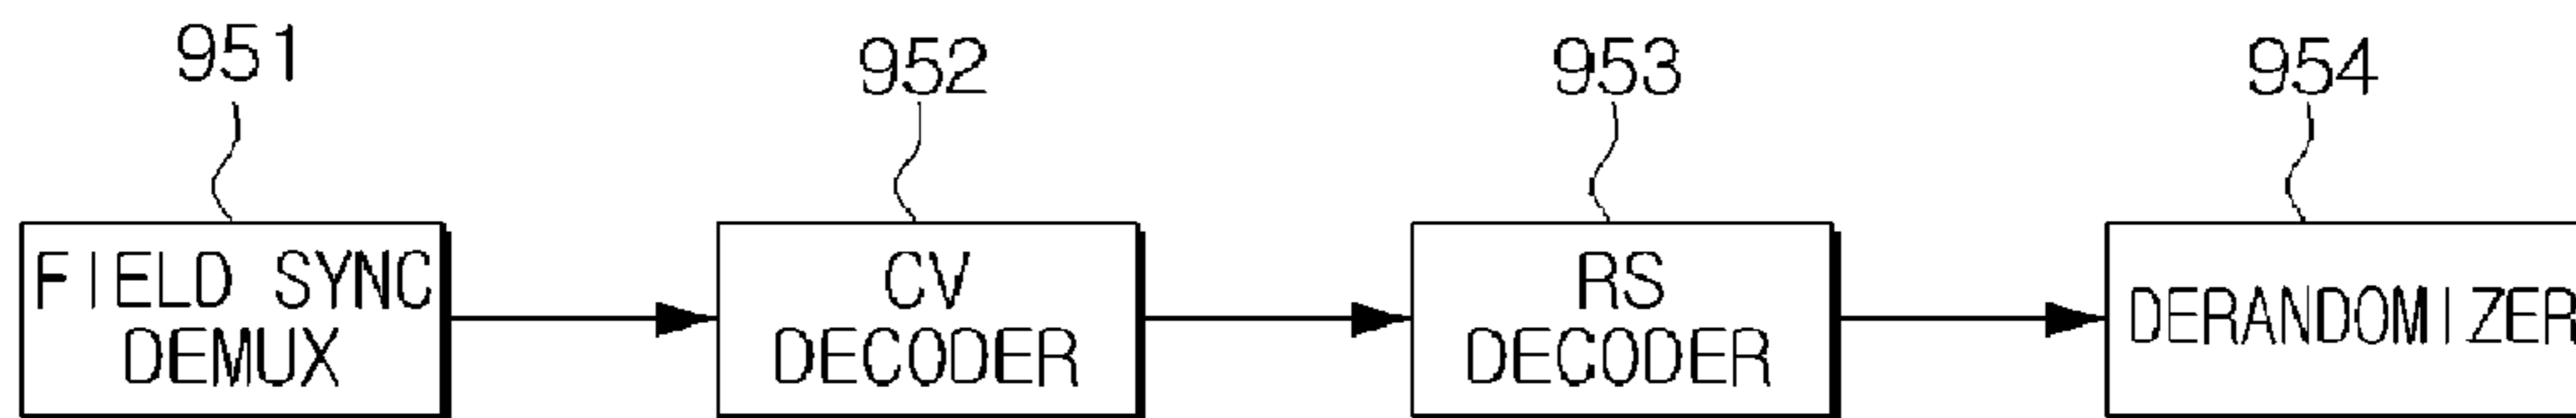 951
952
953
954
FIELD SYNC
DEMUX
CV
DECODER
RS
DECODER
DERANDOMIZER